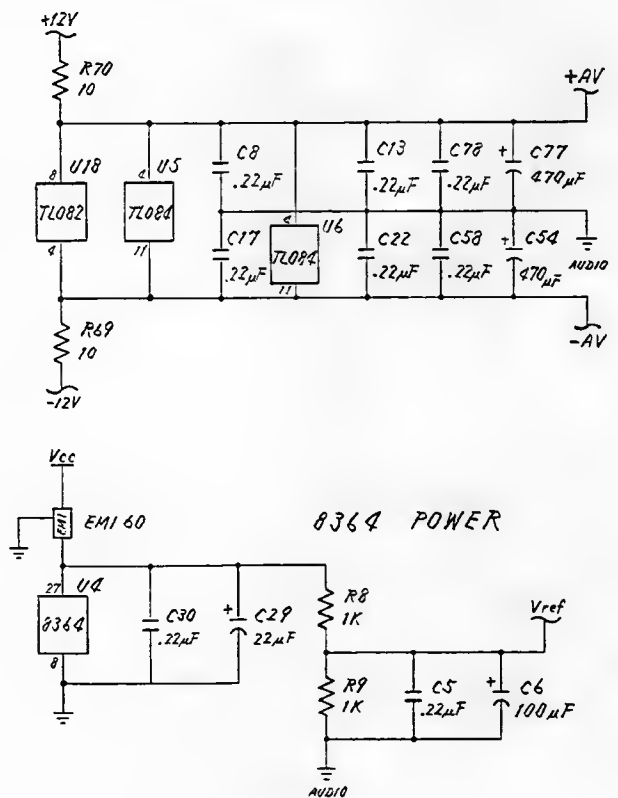 +12V
R70
10
+AV
8
U18
TL082
4
4
U5
TL084
11
C8
.22µF
C17
.22µF
4
U6
TL084
11
C13
.22µF
C22
.22µF
C78
.22µF
C58
.22µF
+
C77
470µF
+
C54
470µF
AUDIO
-AV
R69
10
-12V
Vcc
EMI
EMI 60
8364 POWER
27
U4
8364
8
C30
.22µF
+
C29
22µF
R8
1K
R9
1K
Vref
C5
.22µF
+
C6
100µF
AUDIO